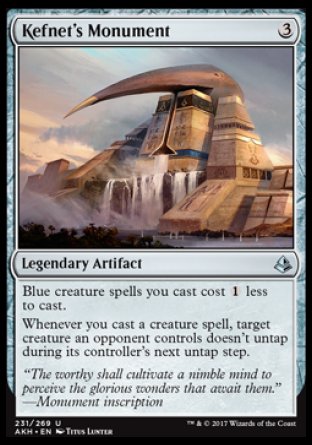 Kefnet's Monument 3
Legendary Artifact
Blue creature spells you cast cost 1 less
to cast.
Whenever you cast a creature spell, target
creature an opponent controls doesn't untap
during its controller's next untap step.
"The worthy shall cultivate a nimble mind to
perceive the glorious wonders that await them."
—Monument inscription
231/269 U
AKH • EN Titus Lunter
™ & © 2017 Wizards of the Coast